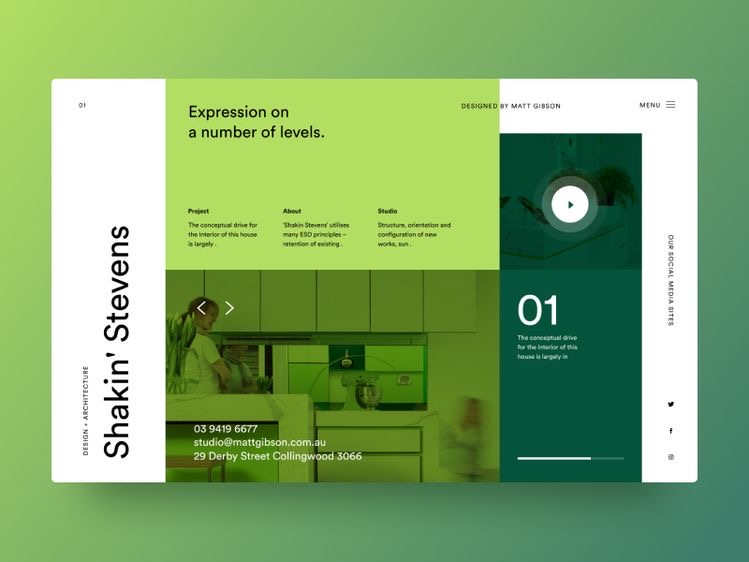 01
DESIGN + ARCHITECTURE
Shakin' Stevens
Expression on
a number of levels.
Project
The conceptual drive for
the interior of this house
is largely .
About
'Shakin Stevens' utilises
many ESD principles –
retention of existing .
Studio
Structure, orientation and
configuration of new
works, sun .
03 9419 6677
studio@mattgibson.com.au
29 Derby Street Collingwood 3066
DESIGNED BY MATT GIBSON
MENU
01
The conceptual drive
for the interior of this
house is largely in
OUR SOCIAL MEDIA SITES